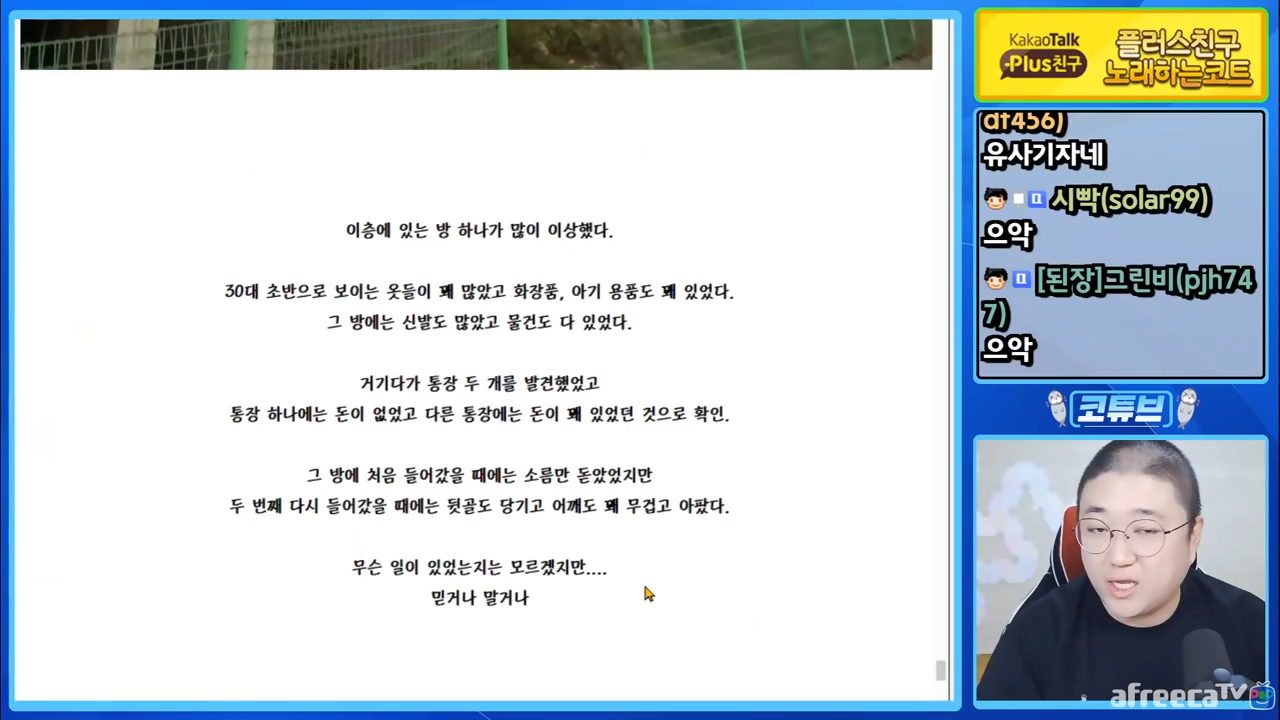 이층에 있는 방 하나가 많이 이상했다.
30대 초반으로 보이는 옷들이 꽤 많았고 화장품, 아기 용품도 꽤 있었다.
그 방에는 신발도 많았고 물건도 다 있었다.
거기다가 통장 두 개를 발견했었고
통장 하나에는 돈이 없었고 다른 통장에는 돈이 꽤 있었던 것으로 확인.
그 방에 처음 들어갔을 때에는 소름만 돋았었지만
두 번째 다시 들어갔을 때에는 뒷골도 당기고 어깨도 꽤 무겁고 아팠다.
무슨 일이 있었는지는 모르겠지만....
믿거나 말거나
KakaoTalk
Plus친구
플러스친구
노래하는코트
df456)
유사기자네
시빡(solar99)
으악
[된장]그린비(pjh74
7)
으악
코튜브
afreecaTV